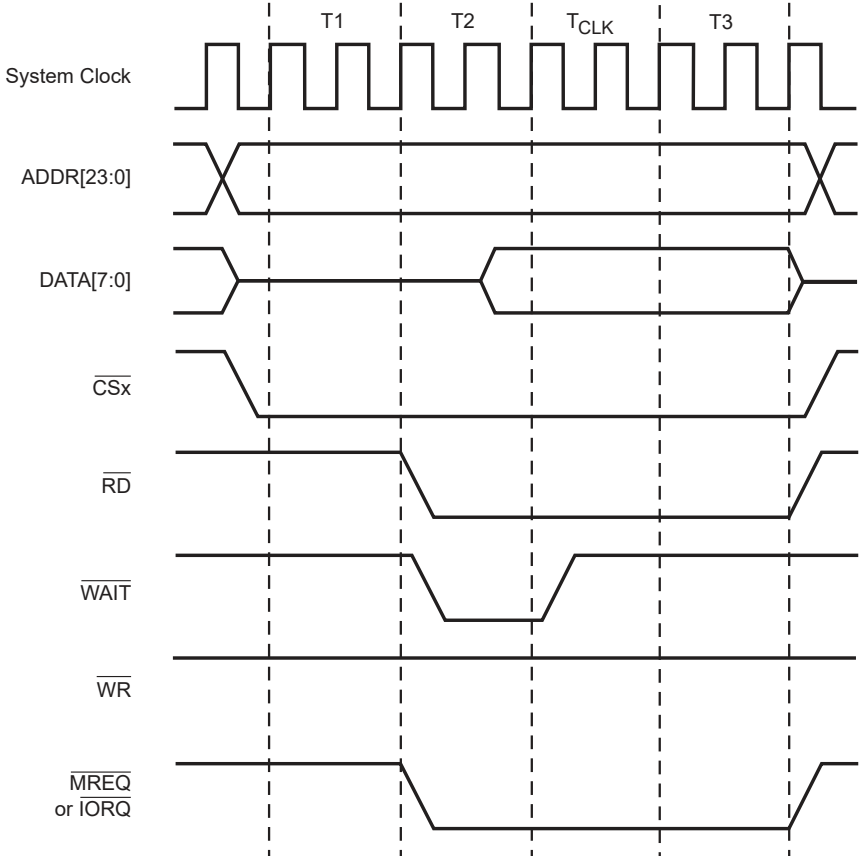 T1 T2 TCLK T3
System Clock
ADDR[23:0]
DATA[7:0]
CSx
RD
WAIT
WR
MREQ
or IORQ